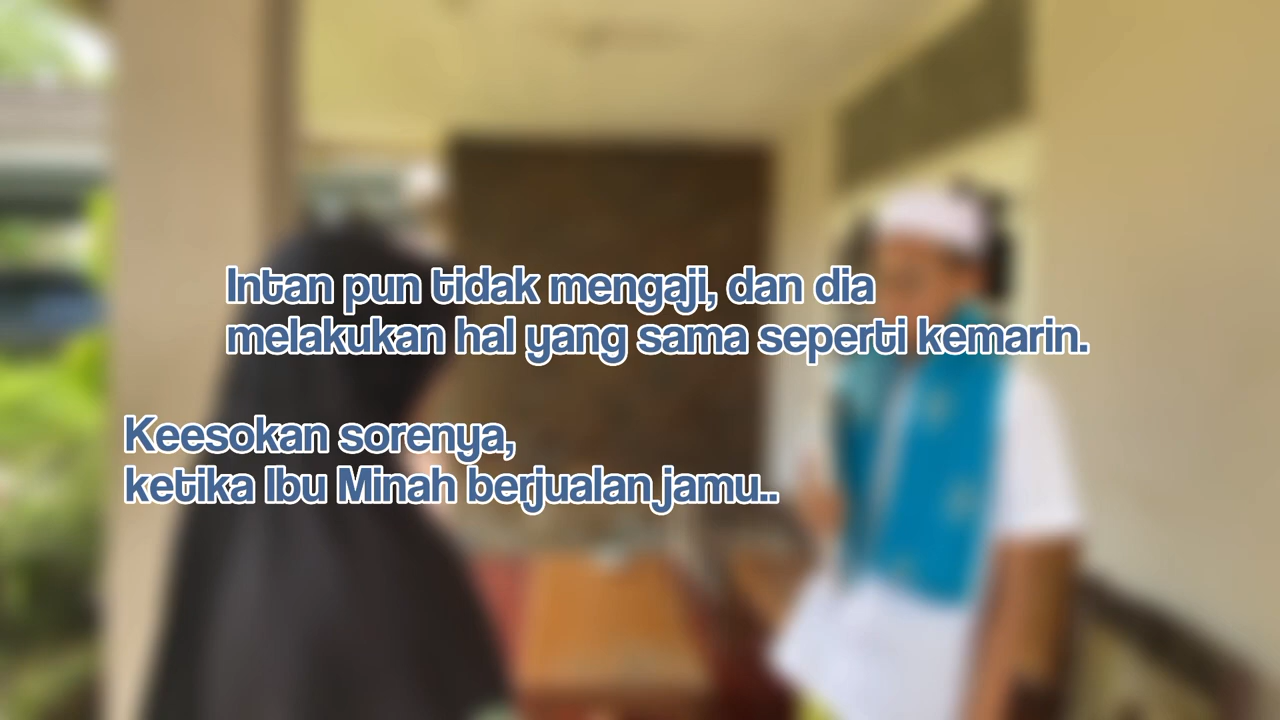 Intan pun tidak mengaji, dan dia
melakukan hal yang sama seperti kemarin.
Keesokan sorenya,
ketika Ibu Minah berjualan jamu..